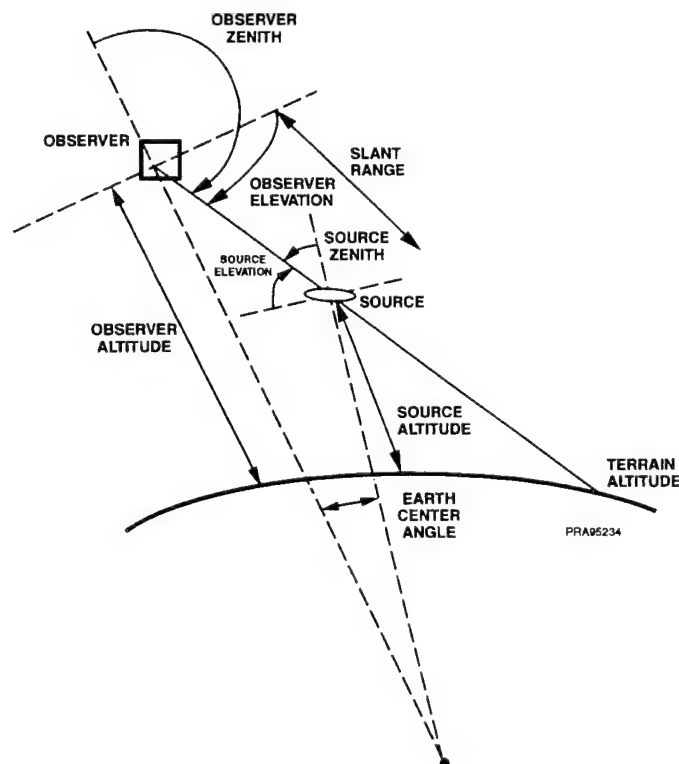 OBSERVER
ZENITH
OBSERVER
SLANT
RANGE
OBSERVER
ELEVATION
SOURCE
ZENITH
SOURCE
ELEVATION
SOURCE
OBSERVER
ALTITUDE
SOURCE
ALTITUDE
TERRAIN
ALTITUDE
EARTH
CENTER
ANGLE
PRA95234